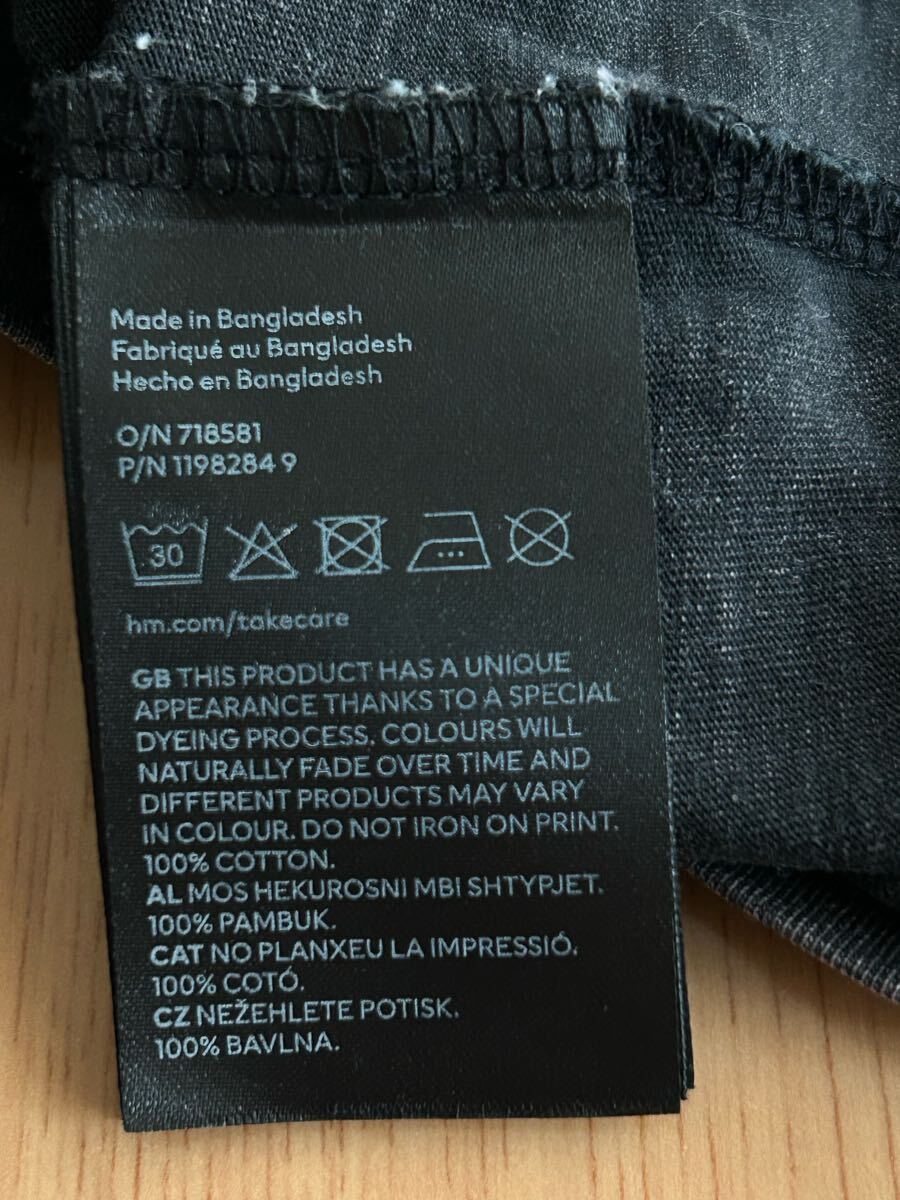 Made in Bangladesh
Fabriqué au Bangladesh
Hecho en Bangladesh
O/N 718581
P/N 1198284 9
30
hm.com/takecare
GB THIS PRODUCT HAS A UNIQUE
APPEARANCE THANKS TO A SPECIAL
DYEING PROCESS. COLOURS WILL
NATURALLY FADE OVER TIME AND
DIFFERENT PRODUCTS MAY VARY
IN COLOUR. DO NOT IRON ON PRINT.
100% COTTON.
AL MOS HEKUROSNI MBI SHTYPJET.
100% PAMBUK.
CAT NO PLANXEU LA IMPRESSIÓ.
100% COTÓ.
CZ NEŽEHLETE POTISK.
100% BAVLNA.